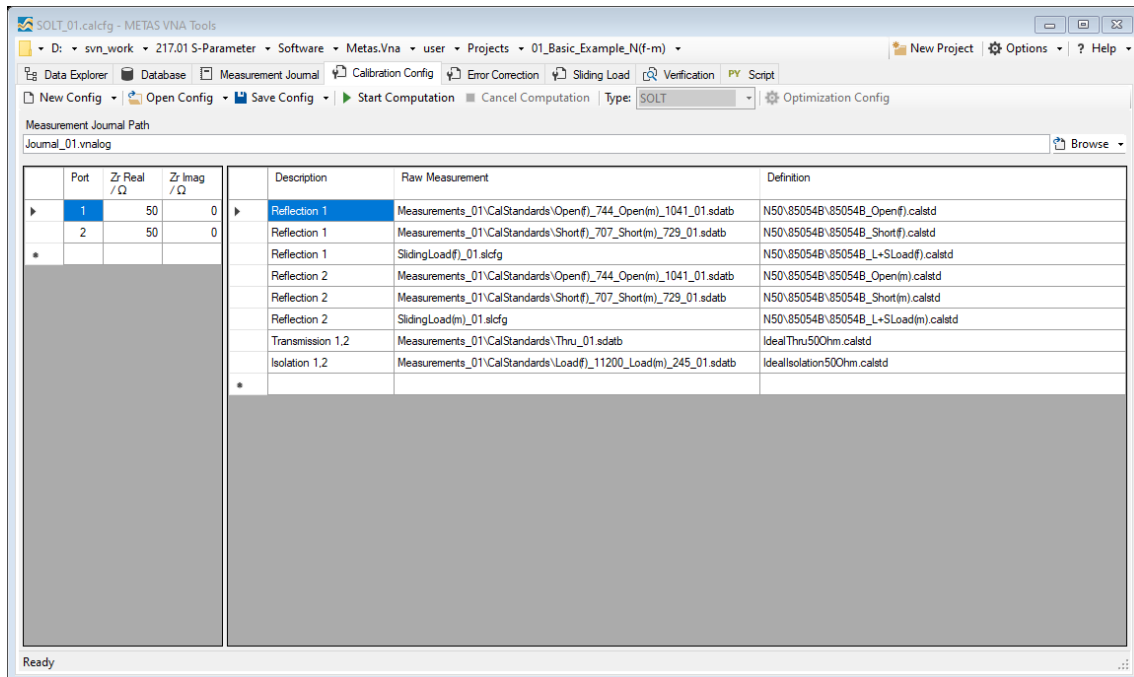 SOLT_01.calcfg - METAS VNA Tools
D: svn_work 217.01 S-Parameter Software Metas.Vna user Projects 01_Basic_Example_N(f-m) New Project Options ? Help
Data Explorer Database Measurement Journal Calibration Config Error Correction Sliding Load Verification PY Script
New Config Open Config Save Config Start Computation Cancel Computation Type: SOLT Optimization Config
Measurement Journal Path
Journal_01.vnalog Browse
Port Zr Real / Ω Zr Imag / Ω Description Raw Measurement Definition
1 50 0 Reflection 1 Measurements_01\CalStandards\Open(f)_744_Open(m)_1041_01.sdatb N50\85054B\85054B_Open(f).calstd
2 50 0 Reflection 1 Measurements_01\CalStandards\Short(f)_707_Short(m)_729_01.sdatb N50\85054B\85054B_Short(f).calstd
Reflection 1 SlidingLoad(f)_01.slcfg N50\85054B\85054B_L+SLoad(f).calstd
Reflection 2 Measurements_01\CalStandards\Open(f)_744_Open(m)_1041_01.sdatb N50\85054B\85054B_Open(m).calstd
Reflection 2 Measurements_01\CalStandards\Short(f)_707_Short(m)_729_01.sdatb N50\85054B\85054B_Short(m).calstd
Reflection 2 SlidingLoad(m)_01.slcfg N50\85054B\85054B_L+SLoad(m).calstd
Transmission 1,2 Measurements_01\CalStandards\Thru_01.sdatb IdealThru50Ohm.calstd
Isolation 1,2 Measurements_01\CalStandards\Load(f)_11200_Load(m)_245_01.sdatb IdealIsolation50Ohm.calstd
Ready